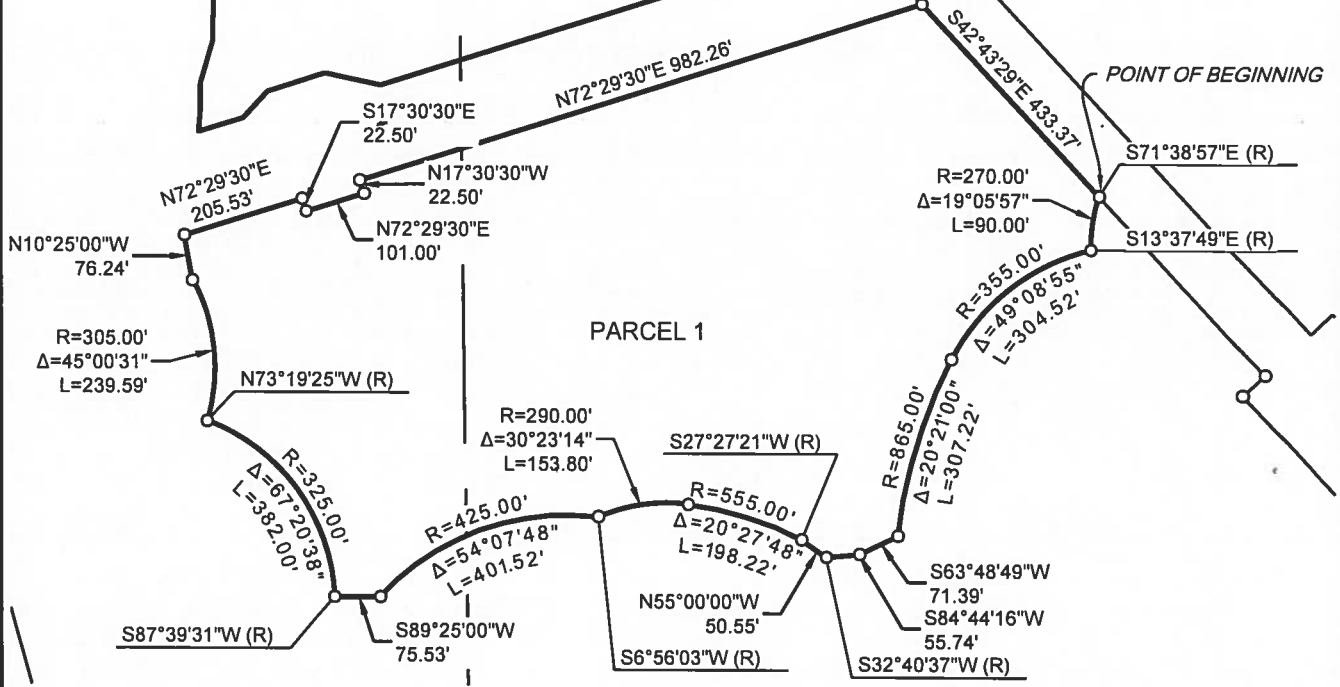 S42°43'29"E 433.37'
N72°29'30"E 982.26'
POINT OF BEGINNING
S17°30'30"E
22.50'
S71°38'57"E (R)
N72°29'30"E
205.53'
N17°30'30"W
22.50'
R=270.00'
Δ=19°05'57"
L=90.00'
N72°29'30"E
101.00'
N10°25'00"W
76.24'
S13°37'49"E (R)
R=355.00'
Δ=49°08'55"
L=304.52'
PARCEL 1
R=305.00'
Δ=45°00'31"
L=239.59'
N73°19'25"W (R)
R=290.00'
Δ=30°23'14"
L=153.80'
S27°27'21"W (R)
R=865.00'
Δ=20°21'00"
L=307.22'
R=325.00'
Δ=67°20'38"
L=382.00'
R=425.00'
Δ=54°07'48"
L=401.52'
R=555.00'
Δ=20°27'48"
L=198.22'
S63°48'49"W
71.39'
N55°00'00"W
50.55'
S84°44'16"W
55.74'
S87°39'31"W (R)
S89°25'00"W
75.53'
S6°56'03"W (R)
S32°40'37"W (R)